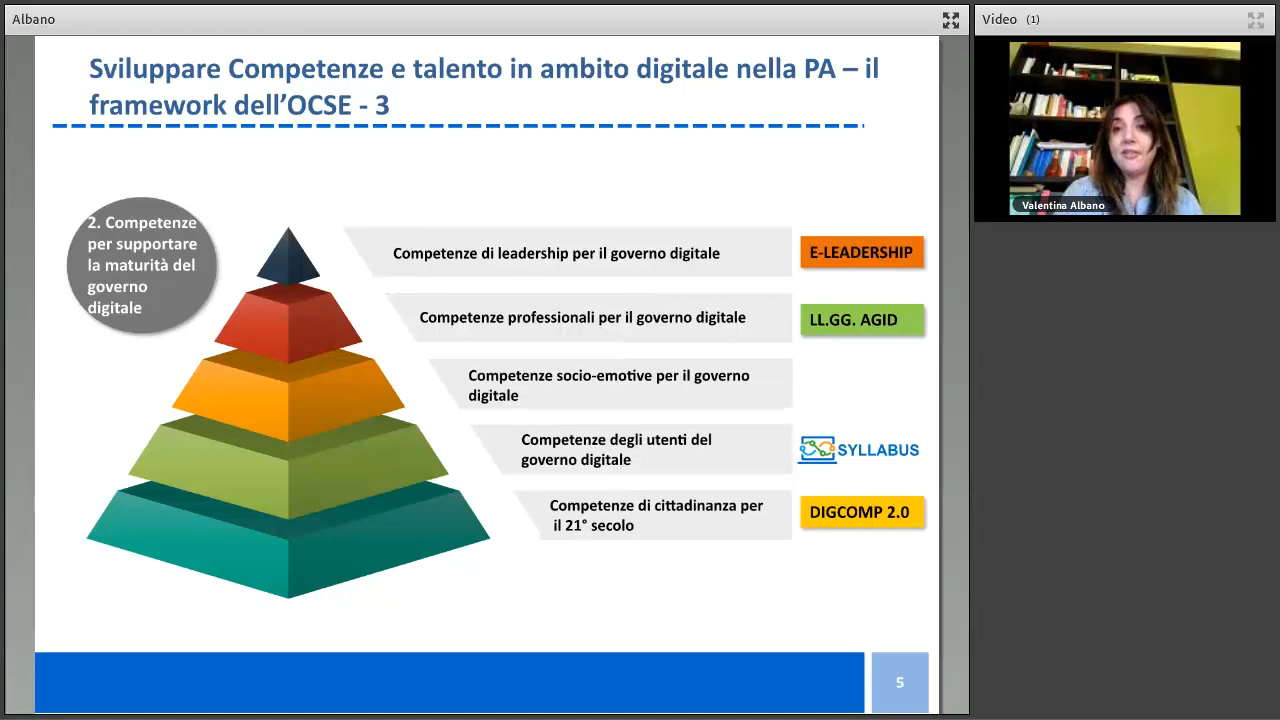 Albano
Video (1)
Sviluppare Competenze e talento in ambito digitale nella PA – il
framework dell'OCSE - 3
2. Competenze
per supportare
la maturità del
governo
digitale
Competenze di leadership per il governo digitale
E-LEADERSHIP
Competenze professionali per il governo digitale
LL.GG. AGID
Competenze socio-emotive per il governo
digitale
Competenze degli utenti del
governo digitale
SYLLABUS
Competenze di cittadinanza per
il 21° secolo
DIGCOMP 2.0
Valentina Albano
5